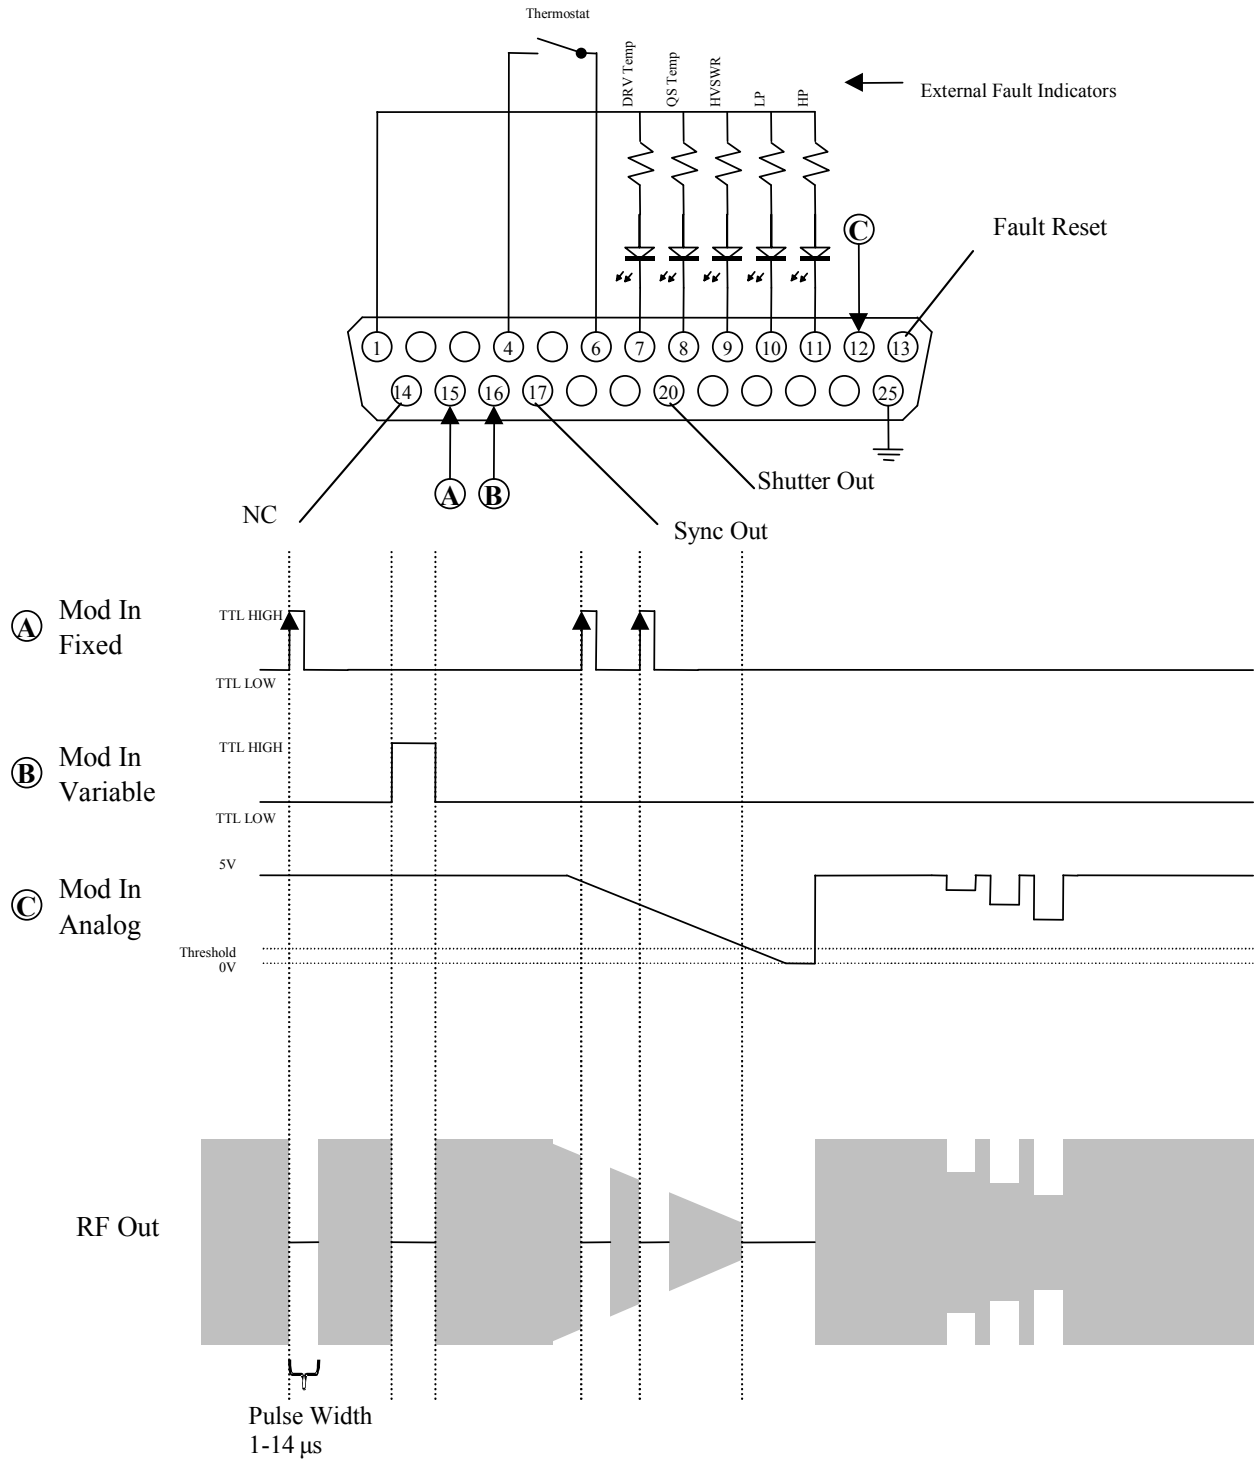 Thermostat
DRV Temp
QS Temp
HVSWR
LP
HP
External Fault Indicators
C
Fault Reset
1
4
6
7
8
9
10
11
12
13
14
15
16
17
20
25
A
B
NC
Shutter Out
Sync Out
A
Mod In
Fixed
TTL HIGH
TTL LOW
B
Mod In
Variable
TTL HIGH
TTL LOW
C
Mod In
Analog
5V
Threshold
0V
RF Out
Pulse Width
1-14 μs